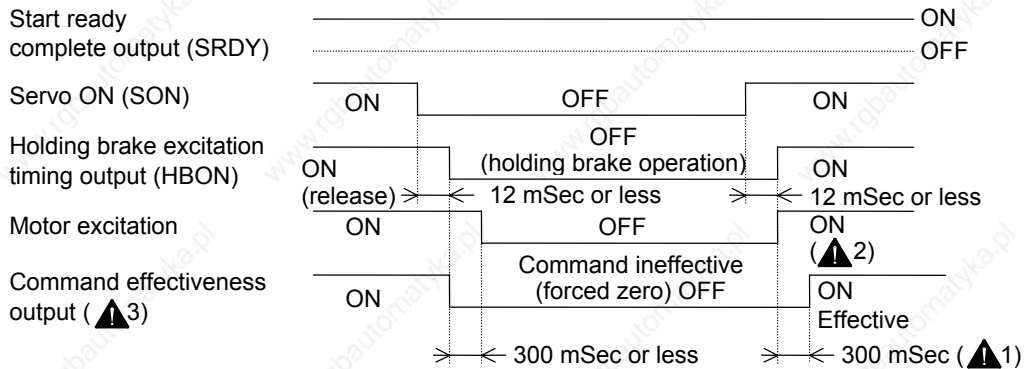 Start ready
complete output (SRDY)
ON
OFF
Servo ON (SON)
ON
OFF
ON
Holding brake excitation
timing output (HBON)
ON
(release)
OFF
(holding brake operation)
ON
12 mSec or less
12 mSec or less
Motor excitation
ON
OFF
ON
(2)
Command effectiveness
output (3)
ON
Command ineffective
(forced zero) OFF
ON
Effective
300 mSec or less
300 mSec (1)
www.rgbautomatyka.pl